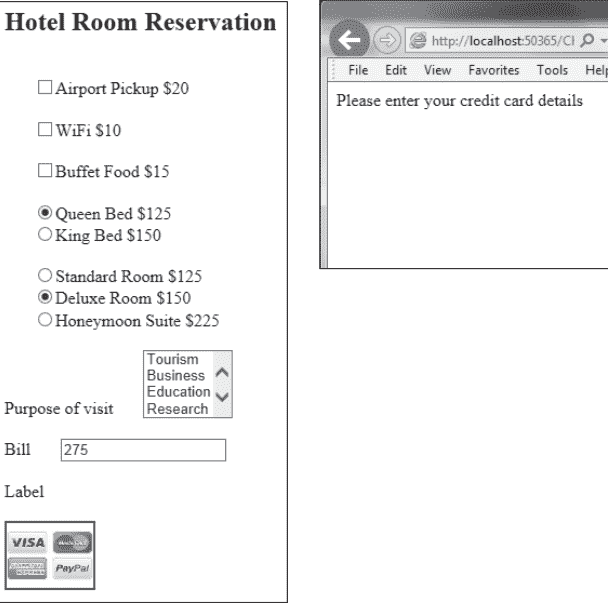 Hotel Room Reservation
Airport Pickup $20
WiFi $10
Buffet Food $15
Queen Bed $125
King Bed $150
Standard Room $125
Deluxe Room $150
Honeymoon Suite $225
Purpose of visit
Tourism
Business
Education
Research
Bill 275
Label
VISA
PayPal
http://localhost:50365/Cl
File Edit View Favorites Tools Help
Please enter your credit card details